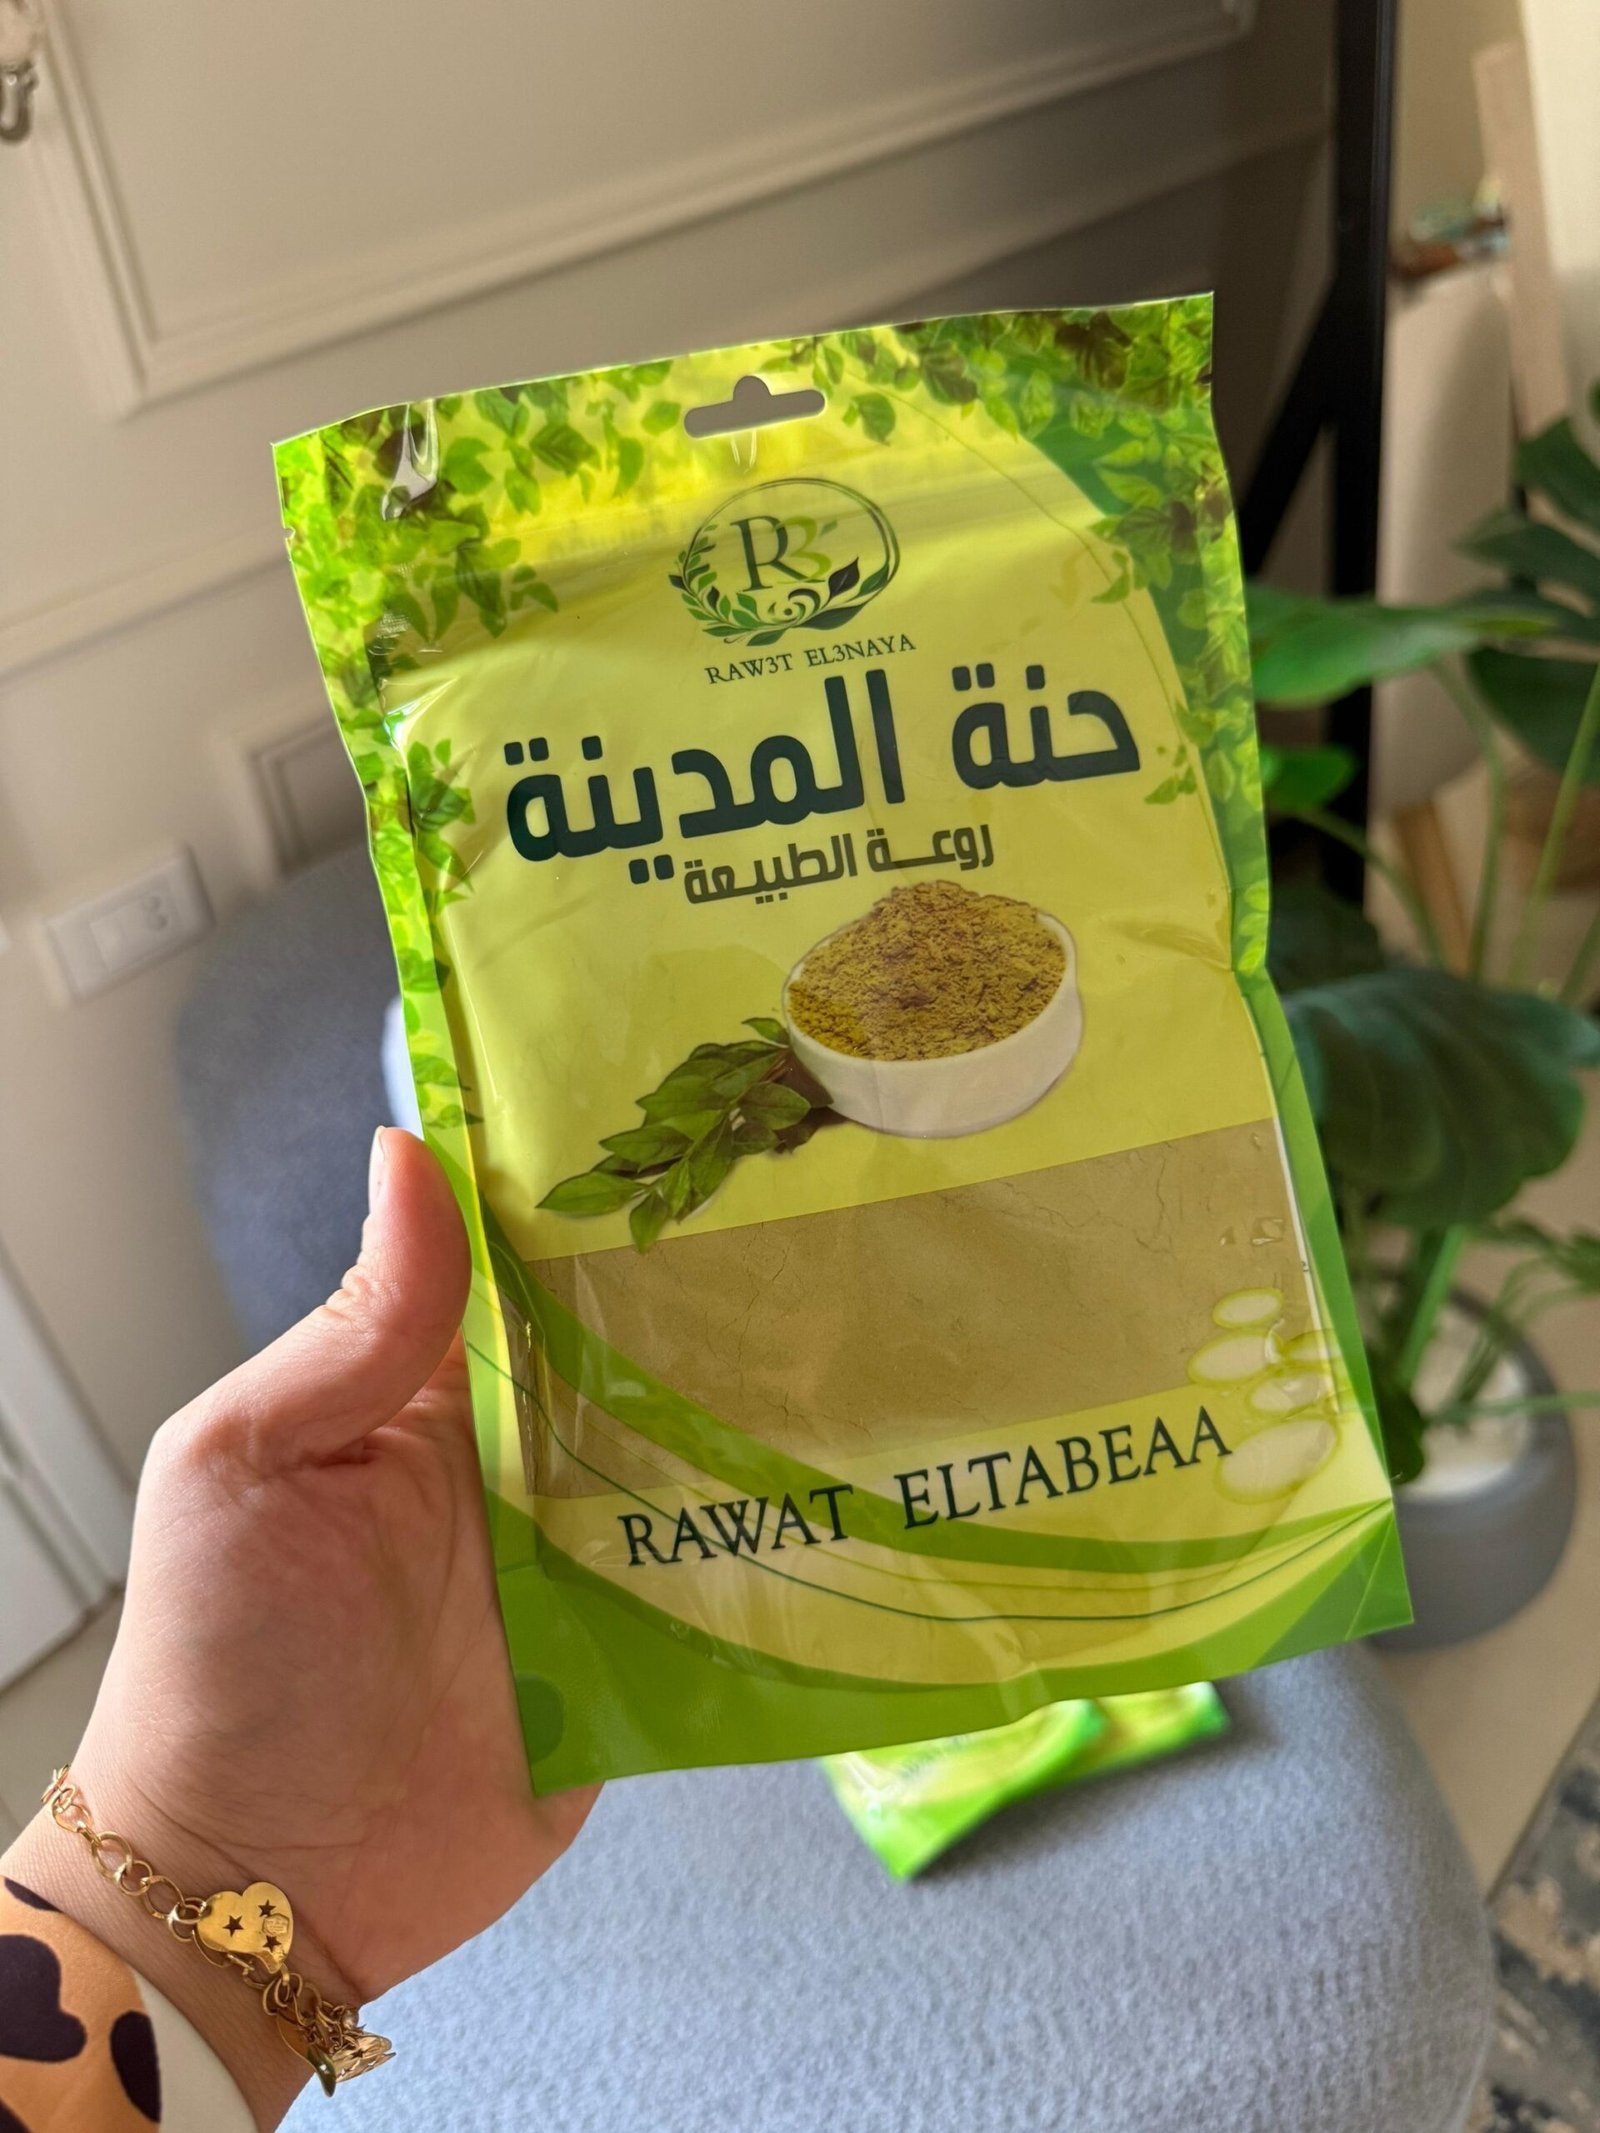 RB
RAW3T EL3NAYA
حنة المدينة
روعة الطبيعة
RAWAT ELTABEAA